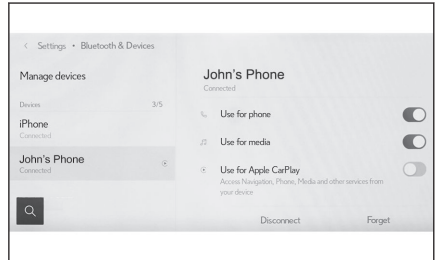 < Settings • Bluetooth & Devices
Manage devices
Devices 3/5
iPhone
Connected
John's Phone
Connected
John's Phone
Connected
Use for phone
Use for media
Use for Apple CarPlay
Access Navigation, Phone, Media and other services from
your device
Disconnect Forget